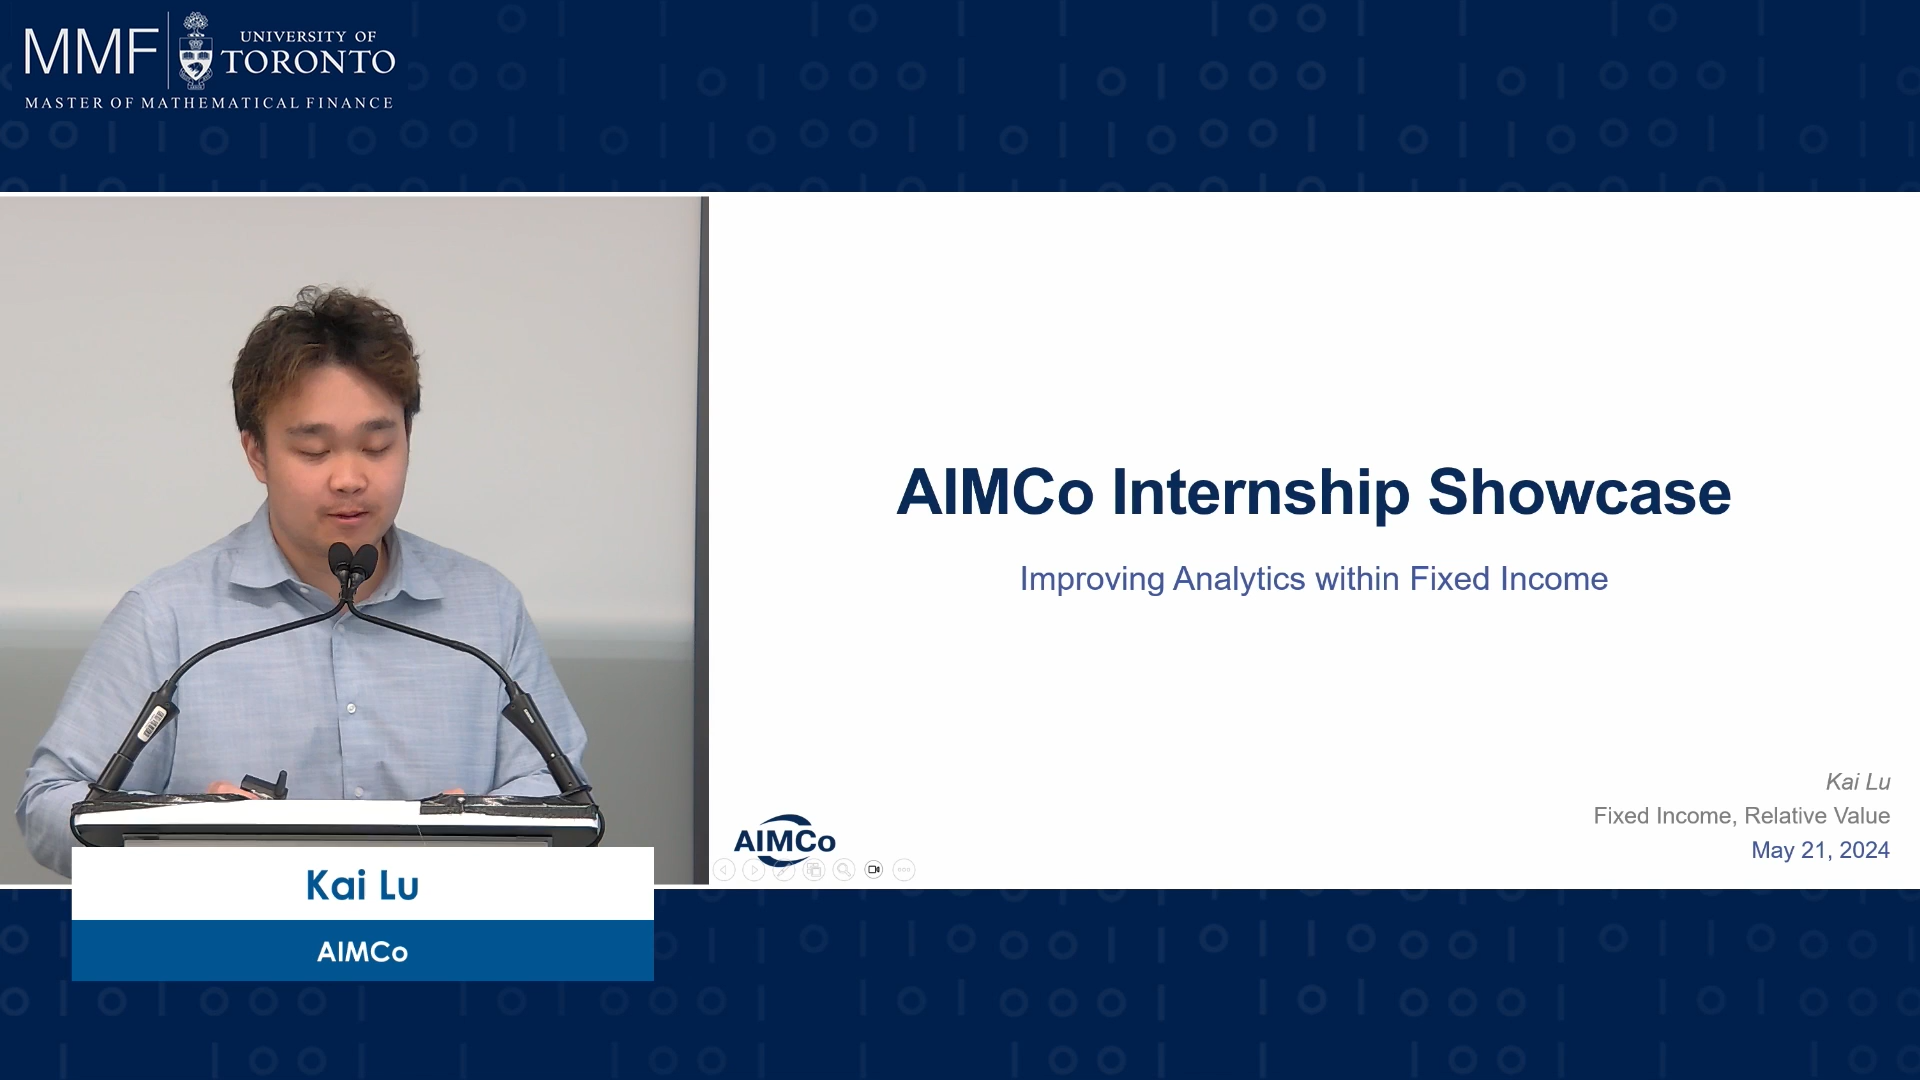 MMF
UNIVERSITY OF
TORONTO
MASTER OF MATHEMATICAL FINANCE
AIMCo Internship Showcase
Improving Analytics within Fixed Income
Kai Lu
Fixed Income, Relative Value
May 21, 2024
AIMCo
Kai Lu
AIMCo